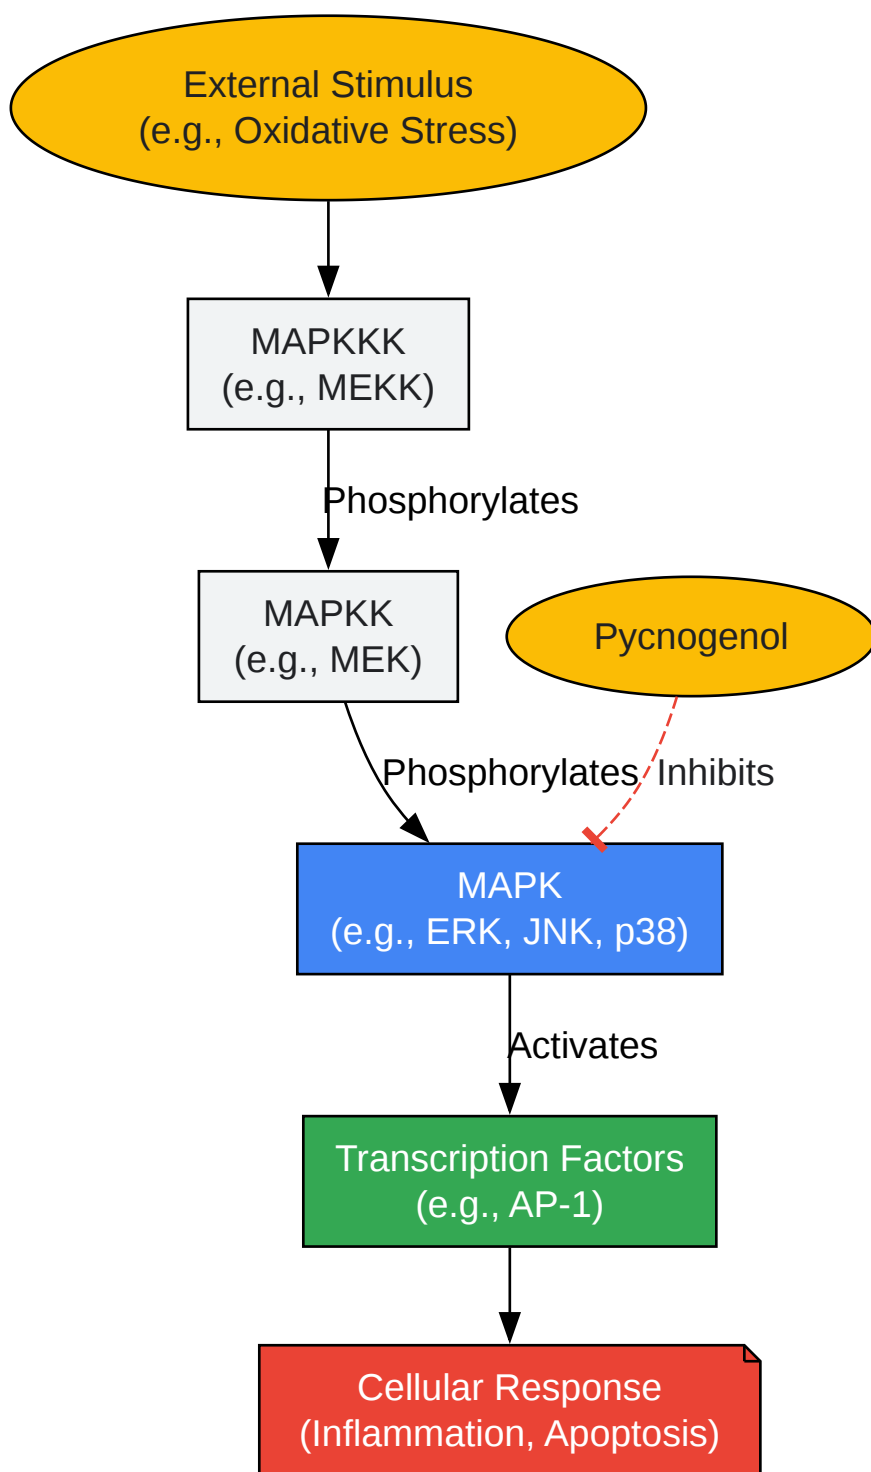 External Stimulus
(e.g., Oxidative Stress)
MAPKKK
(e.g., MEKK)
Phosphorylates
MAPKK
(e.g., MEK)
Pycnogenol
Phosphorylates
Inhibits
MAPK
(e.g., ERK, JNK, p38)
Activates
Transcription Factors
(e.g., AP-1)
Cellular Response
(Inflammation, Apoptosis)